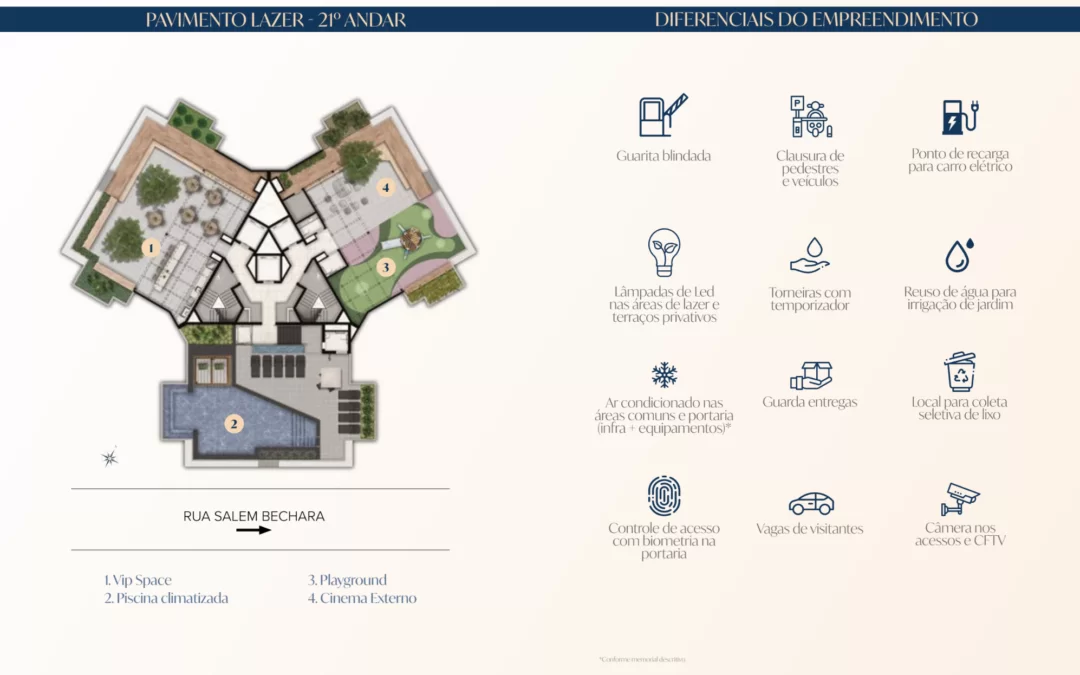 PAVIMENTO LAZER - 21º ANDAR
DIFERENCIAIS DO EMPREENDIMENTO
1
2
3
4
RUA SALEM BECHARA
1. Vip Space
2. Piscina climatizada
3. Playground
4. Cinema Externo
Guarita blindada
P
Clausura de
pedestres
e veículos
Ponto de recarga
para carro elétrico
Lâmpadas de Led
nas áreas de lazer e
terraços privativos
Torneiras com
temporizador
Reuso de água para
irrigação de jardim
Ar condicionado nas
áreas comuns e portaria
(infra + equipamentos)*
Guarda entregas
Local para coleta
seletiva de lixo
Controle de acesso
com biometria na
portaria
Vagas de visitantes
Câmera nos
acessos e CFTV
*Conforme memorial descritivo.